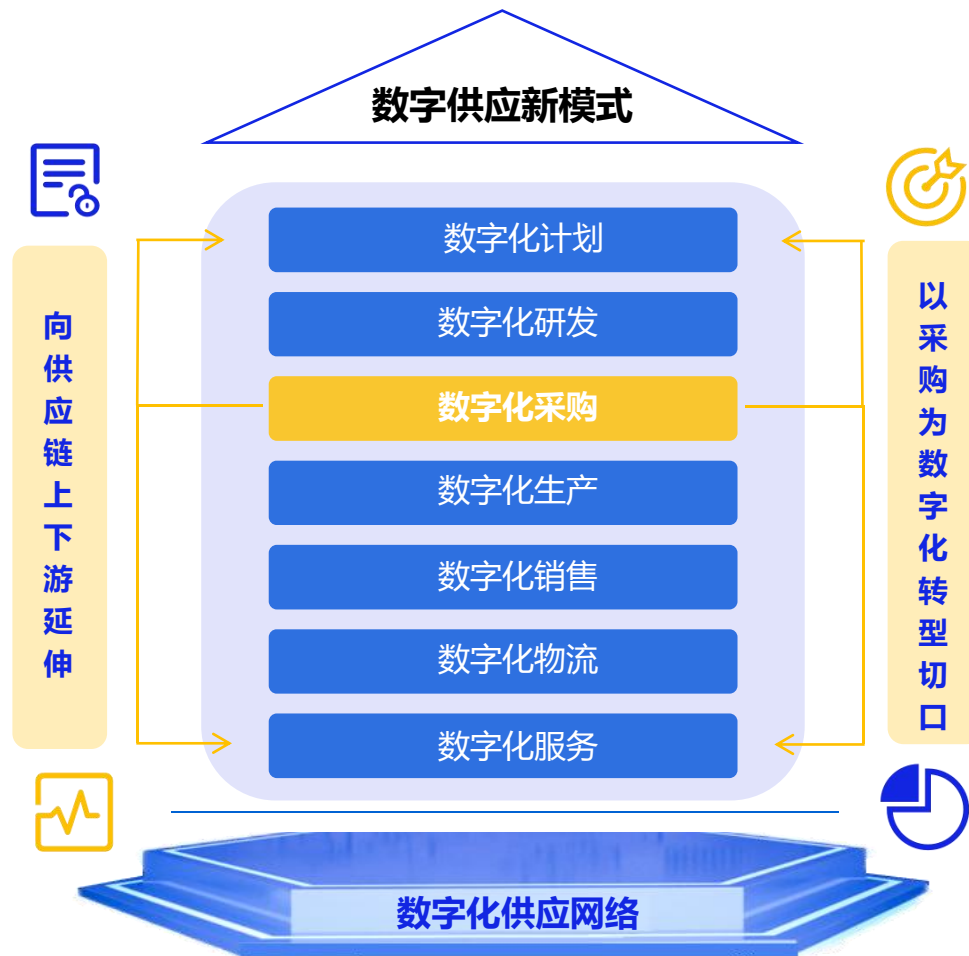 数字供应新模式
向供应链上下游延伸
数字化计划
数字化研发
数字化采购
数字化生产
数字化销售
数字化物流
数字化服务
以采购为数字化转型切口
数字化供应网络